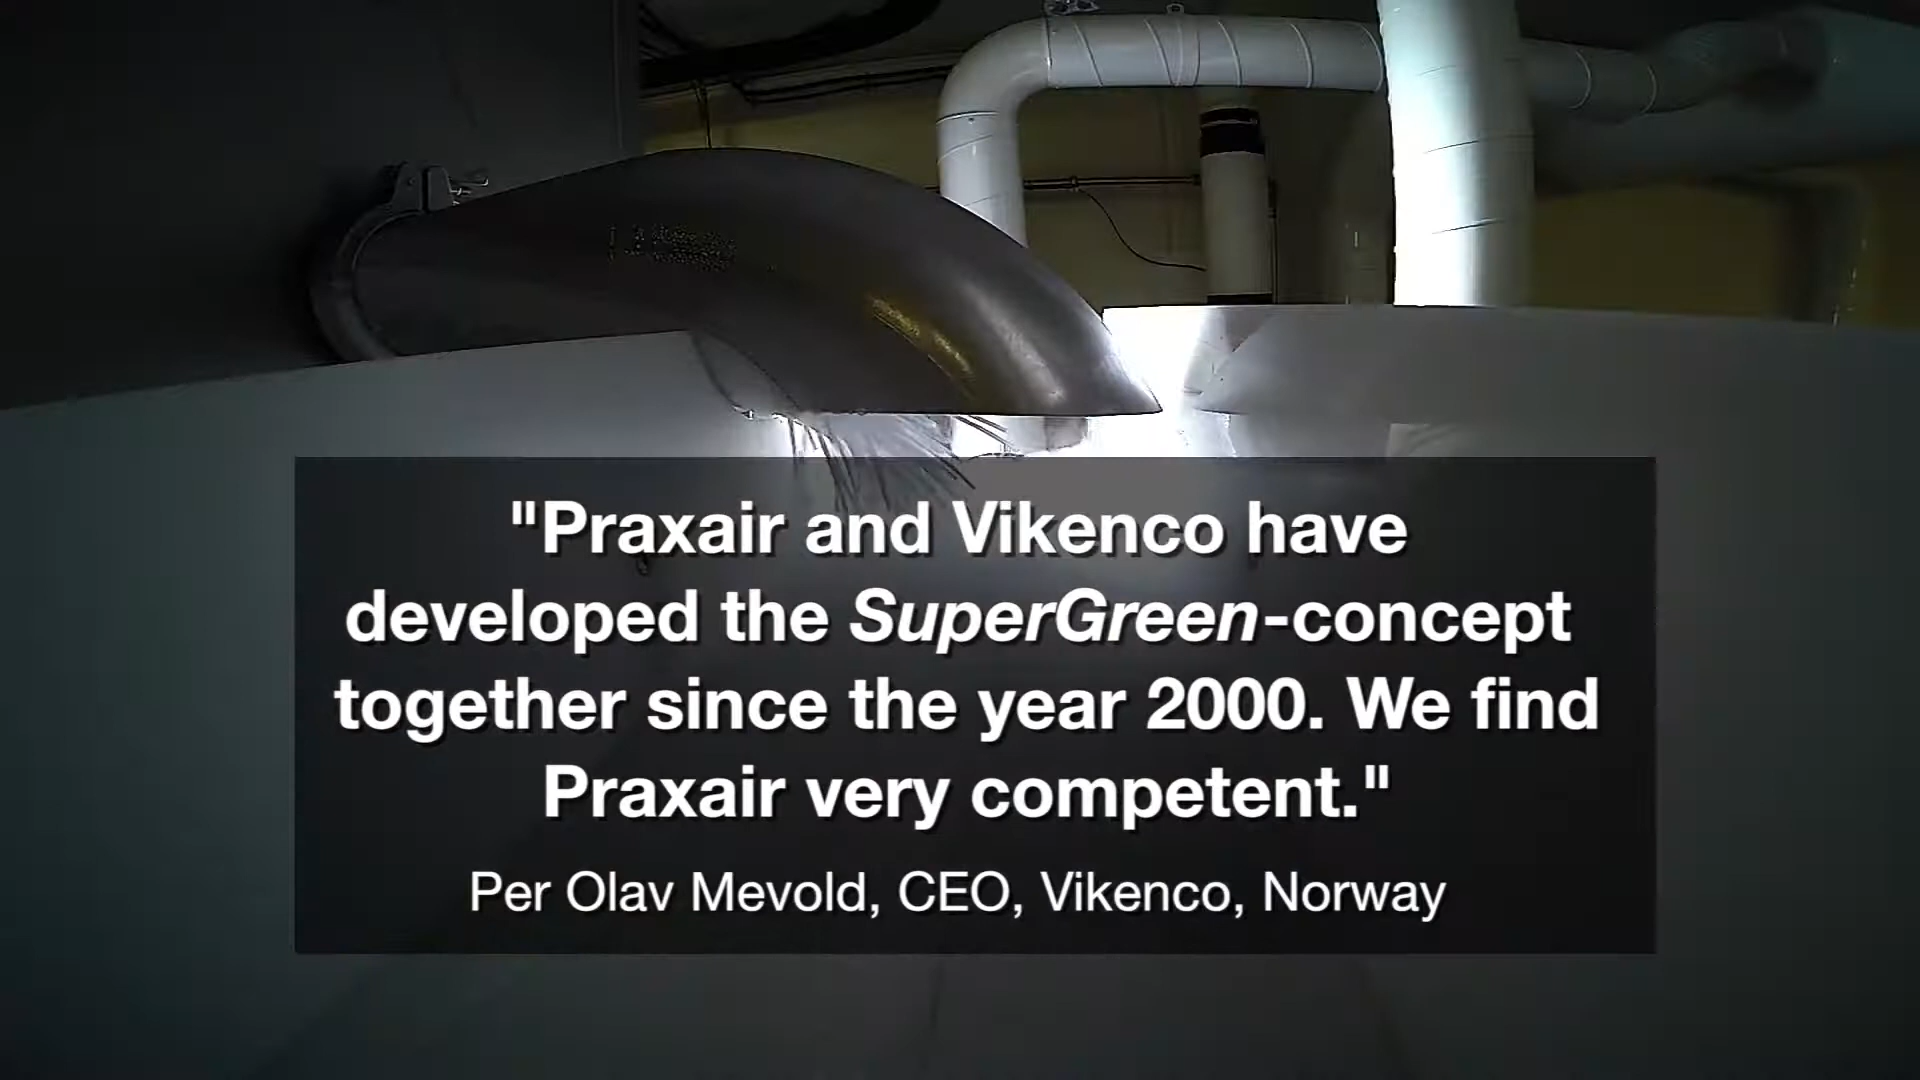 "Praxair and Vikenco have
developed the SuperGreen-concept
together since the year 2000. We find
Praxair very competent."
Per Olav Mevold, CEO, Vikenco, Norway